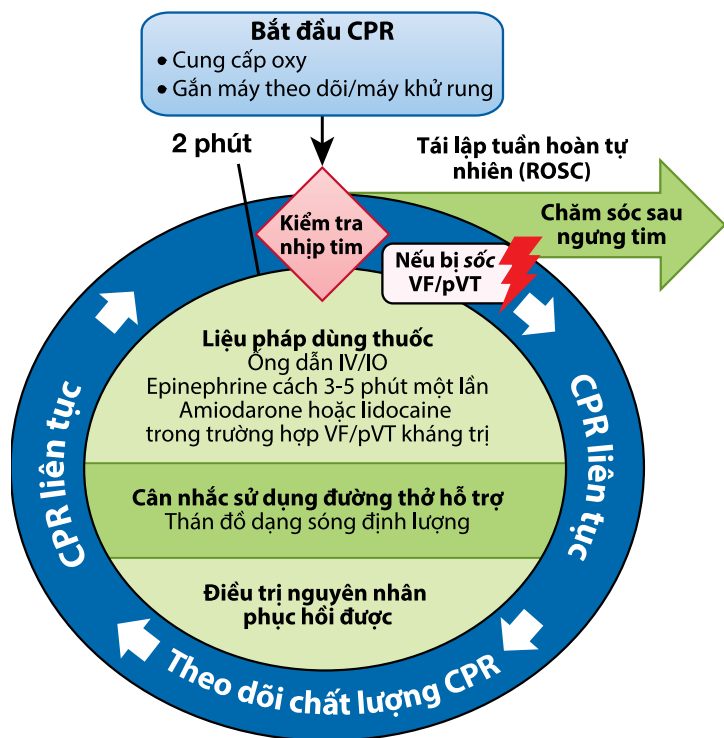 Bắt đầu CPR
• Cung cấp oxy
• Gắn máy theo dõi/máy khử rung
2 phút
Tái lập tuần hoàn tự
nhiên (ROSC)
Chăm sóc sau
ngưng tim
Kiểm tra
nhịp tim
Nếu bị sốc
VF/pVT
Liệu pháp dùng thuốc
Ống dẫn IV/IO
Epinephrine cách 3-5 phút một lần
Amiodarone hoặc lidocaine
trong trường hợp VF/pVT kháng trị
Cân nhắc sử dụng đường thở hỗ trợ
Thán đồ dạng sóng định lượng
Điều trị nguyên nhân
phục hồi được
CPR liên tục
CPR liên tục
Theo dõi chất lượng CPR